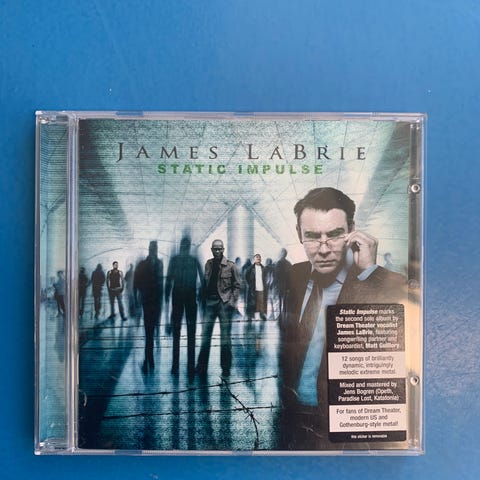 JAMES LABRIE
STATIC IMPULSE
Static Impulse marks
the second solo album by
Dream Theater vocalist
James LaBrie, featuring
songwriting partner and
keyboardist, Matt Guillory.
12 songs of brilliantly
dynamic, intriguingly
melodic extreme metal.
Mixed and mastered by
Jens Bogren (Opeth,
Paradise Lost, Katatonia)
For fans of Dream Theater,
modern US and
Gothenburg-style metal!
this sticker is removable